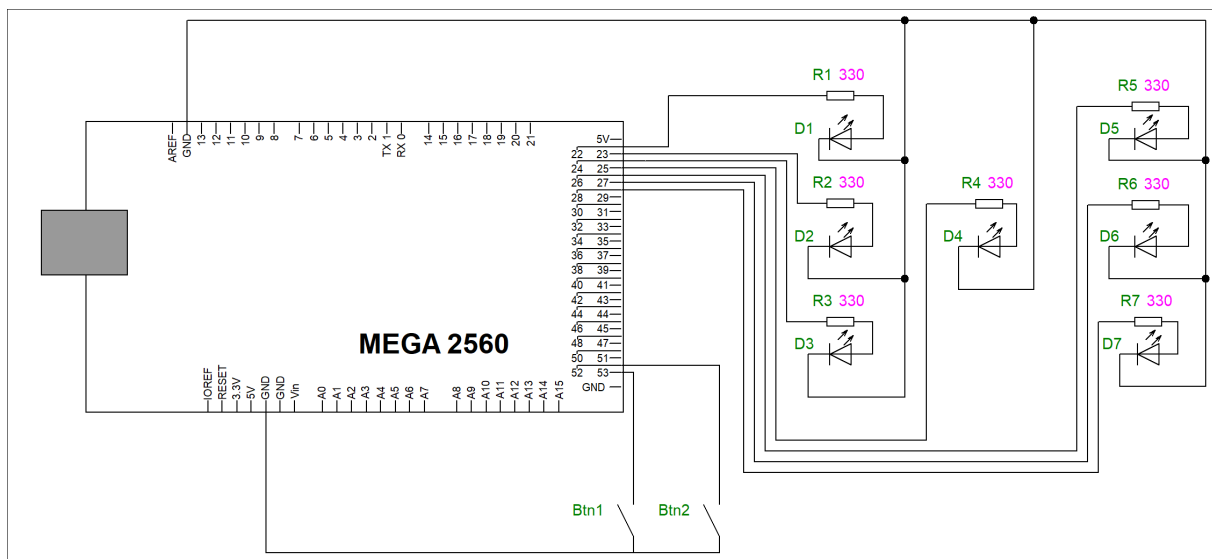 R1 330
R5 330
D1
D5
AREF
GND
13
12
11
10
9
8
7
6
5
4
3
2
TX 1
RX 0
14
15
16
17
18
19
20
21
5V
22 23
24 25
26 27
28 29
30 31
32 33
34 35
36 37
38 39
40 41
42 43
44 44
46 45
48 47
50 51
52 53
GND
R2 330
R4 330
R6 330
D2
D4
D6
R3 330
R7 330
D3
D7
MEGA 2560
IOREF
RESET
3.3V
5V
GND
GND
Vin
A0
A1
A2
A3
A4
A5
A6
A7
A8
A9
A10
A11
A12
A13
A14
A15
Btn1
Btn2